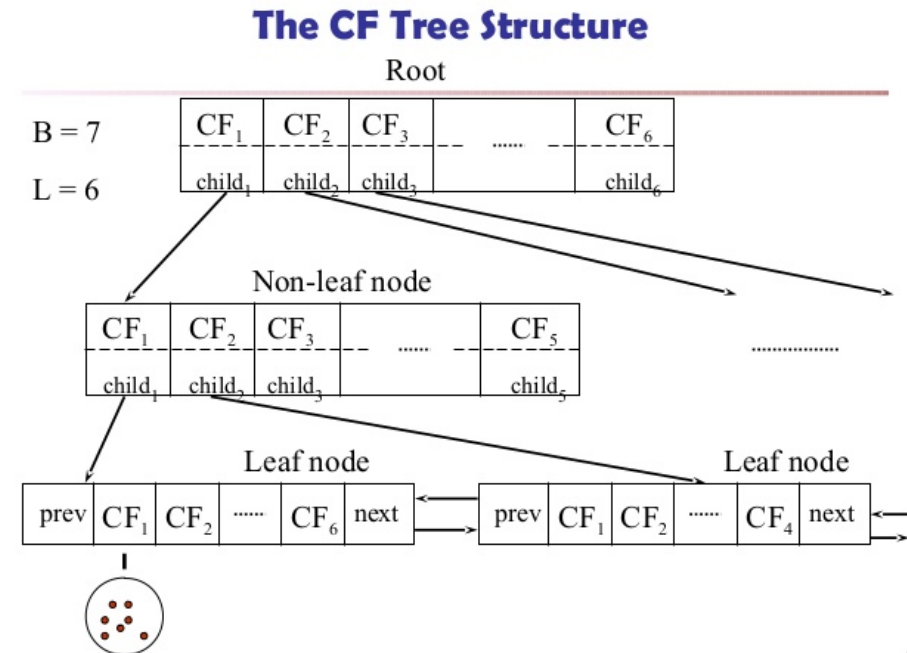 The CF Tree Structure
Root
B = 7
L = 6
CF₁ CF₂ CF₃ ...... CF₆
child₁ child₂ child₃ child₆
Non-leaf node
CF₁ CF₂ CF₃ ...... CF₅
child₁ child₂ child₃ child₅
.................
Leaf node Leaf node
prev CF₁ CF₂ ...... CF₆ next prev CF₁ CF₂ ...... CF₄ next